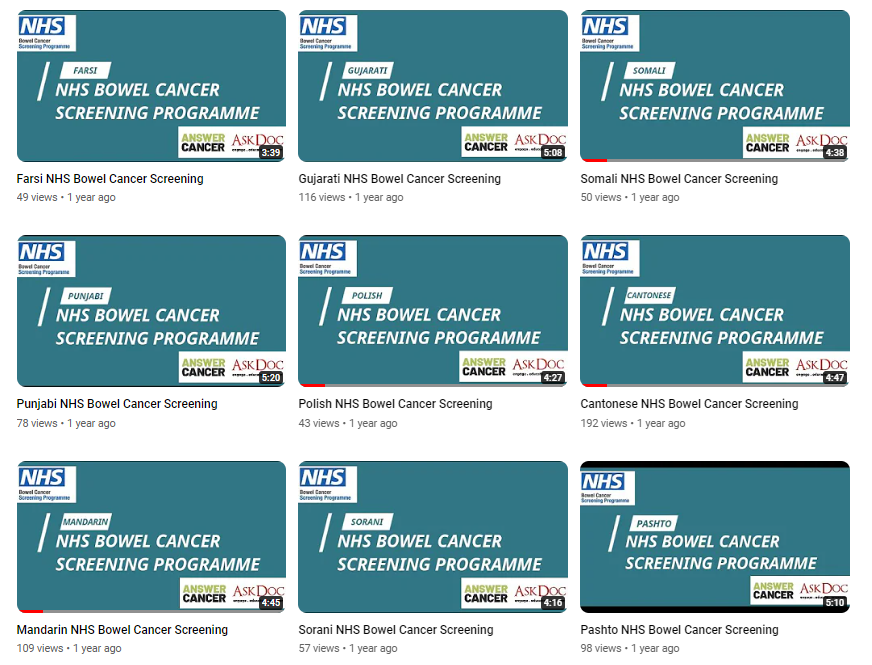 NHS
Bowel Cancer
Screening Programme
FARSI
NHS BOWEL CANCER
SCREENING PROGRAMME
ANSWER
CANCER
ASKDOC
3:39
Farsi NHS Bowel Cancer Screening
49 views • 1 year ago
NHS
Bowel Cancer
Screening Programme
GUJARATI
NHS BOWEL CANCER
SCREENING PROGRAMME
ANSWER
CANCER
ASKDOC
5:08
Gujarati NHS Bowel Cancer Screening
116 views • 1 year ago
NHS
Bowel Cancer
Screening Programme
SOMALI
NHS BOWEL CANCER
SCREENING PROGRAMME
ANSWER
CANCER
ASKDOC
4:38
Somali NHS Bowel Cancer Screening
50 views • 1 year ago
NHS
Bowel Cancer
Screening Programme
PUNJABI
NHS BOWEL CANCER
SCREENING PROGRAMME
ANSWER
CANCER
ASKDOC
5:20
Punjabi NHS Bowel Cancer Screening
78 views • 1 year ago
NHS
Bowel Cancer
Screening Programme
POLISH
NHS BOWEL CANCER
SCREENING PROGRAMME
ANSWER
CANCER
ASKDOC
4:27
Polish NHS Bowel Cancer Screening
43 views • 1 year ago
NHS
Bowel Cancer
Screening Programme
CANTONESE
NHS BOWEL CANCER
SCREENING PROGRAMME
ANSWER
CANCER
ASKDOC
4:47
Cantonese NHS Bowel Cancer Screening
192 views • 1 year ago
NHS
Bowel Cancer
Screening Programme
MANDARIN
NHS BOWEL CANCER
SCREENING PROGRAMME
ANSWER
CANCER
ASKDOC
4:45
Mandarin NHS Bowel Cancer Screening
109 views • 1 year ago
NHS
Bowel Cancer
Screening Programme
SORANI
NHS BOWEL CANCER
SCREENING PROGRAMME
ANSWER
CANCER
ASKDOC
4:16
Sorani NHS Bowel Cancer Screening
57 views • 1 year ago
NHS
Bowel Cancer
Screening Programme
PASHTO
NHS BOWEL CANCER
SCREENING PROGRAMME
ANSWER
CANCER
ASKDOC
5:10
Pashto NHS Bowel Cancer Screening
98 views • 1 year ago